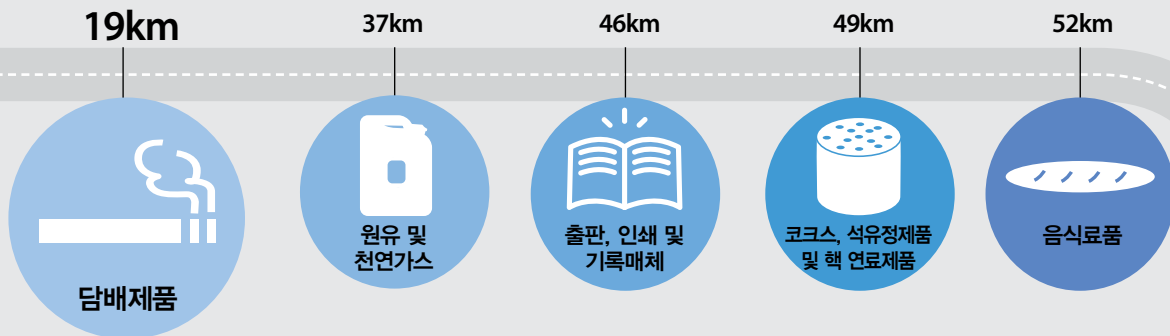 19km
37km
46km
49km
52km
담배제품
원유 및
천연가스
출판, 인쇄 및
기록매체
코크스, 석유정제품
및 핵 연료제품
음식료품